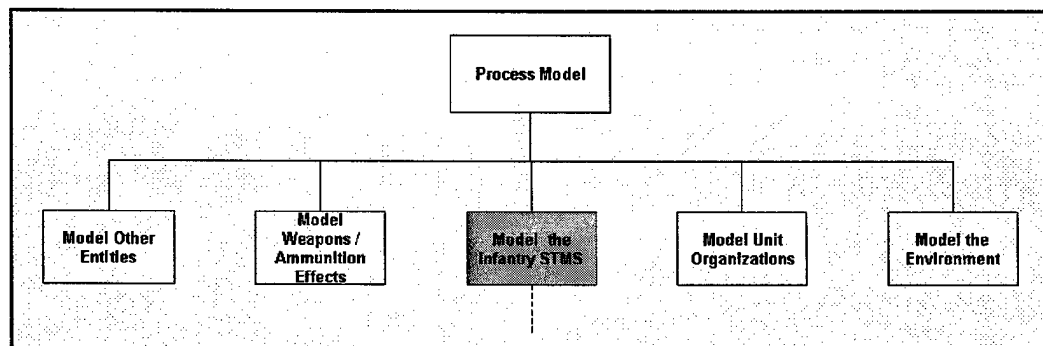 Process Model
Model Other
Entities
Model
Weapons /
Ammunition
Effects
Model the
Infantry STMS
Model Unit
Organizations
Model the
Environment